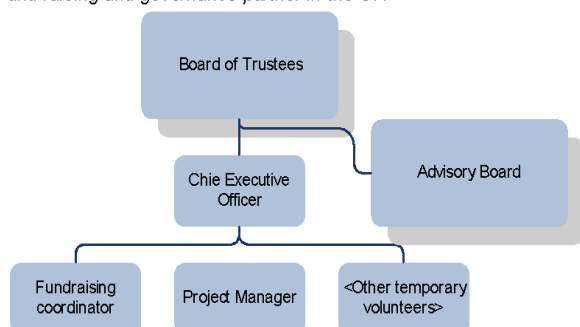 Board of Trustees
Advisory Board
Chie Executive
Officer
Fundraising
coordinator
Project Manager
<Other temporary
volunteers>